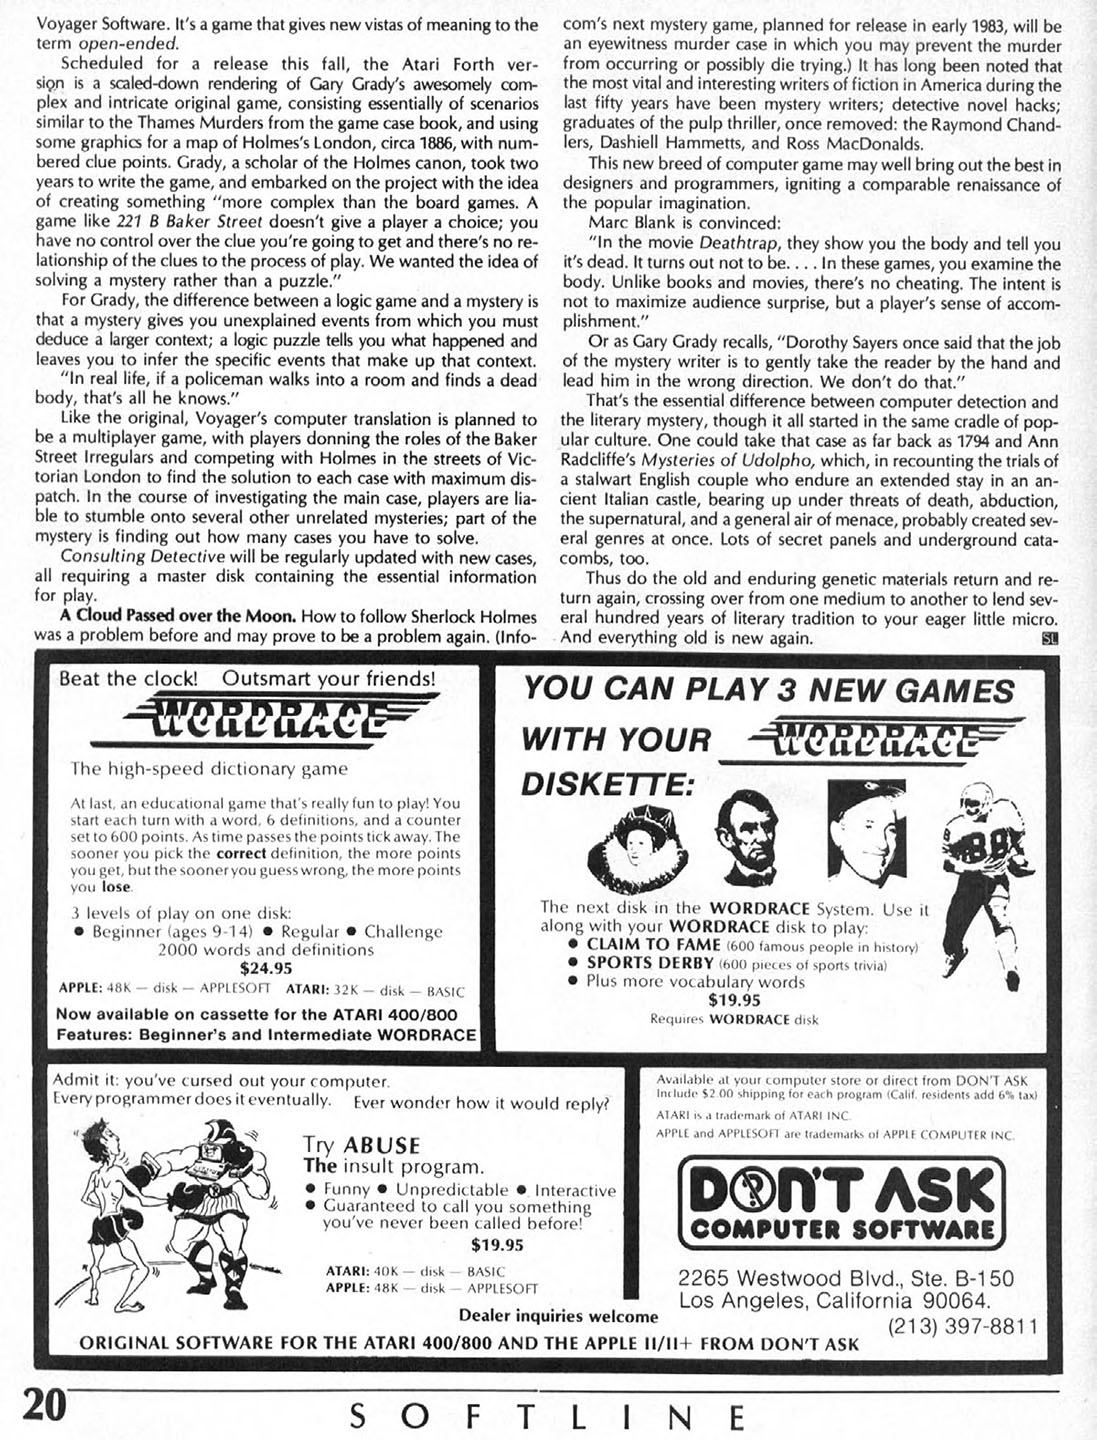 Voyager Software. It's a game that gives new vistas of meaning to the
term open-ended.
Scheduled for a release this fall, the Atari Forth ver-
sion is a scaled-down rendering of Gary Grady's awesomely com-
plex and intricate original game, consisting essentially of scenarios
similar to the Thames Murders from the game case book, and using
some graphics for a map of Holmes's London, circa 1886, with num-
bered clue points. Grady, a scholar of the Holmes canon, took two
years to write the game, and embarked on the project with the idea
of creating something "more complex than the board games. A
game like 221 B Baker Street doesn't give a player a choice; you
have no control over the clue you're going to get and there's no re-
lationship of the clues to the process of play. We wanted the idea of
solving a mystery rather than a puzzle."
For Grady, the difference between a logic game and a mystery is
that a mystery gives you unexplained events from which you must
deduce a larger context; a logic puzzle tells you what happened and
leaves you to infer the specific events that make up that context.
"In real life, if a policeman walks into a room and finds a dead
body, that's all he knows."
Like the original, Voyager's computer translation is planned to
be a multiplayer game, with players donning the roles of the Baker
Street Irregulars and competing with Holmes in the streets of Vic-
torian London to find the solution to each case with maximum dis-
patch. In the course of investigating the main case, players are lia-
ble to stumble onto several other unrelated mysteries; part of the
mystery is finding out how many cases you have to solve.
Consulting Detective will be regularly updated with new cases,
all requiring a master disk containing the essential information
for play.
A Cloud Passed over the Moon. How to follow Sherlock Holmes
was a problem before and may prove to be a problem again. (Info-
com's next mystery game, planned for release in early 1983, will be
an eyewitness murder case in which you may prevent the murder
from occurring or possibly die trying.) It has long been noted that
the most vital and interesting writers of fiction in America during the
last fifty years have been mystery writers; detective novel hacks;
graduates of the pulp thriller, once removed: the Raymond Chand-
lers, Dashiell Hammetts, and Ross MacDonalds.
This new breed of computer game may well bring out the best in
designers and programmers, igniting a comparable renaissance of
the popular imagination.
Marc Blank is convinced:
"In the movie Deathtrap, they show you the body and tell you
it's dead. It turns out not to be. . . . In these games, you examine the
body. Unlike books and movies, there's no cheating. The intent is
not to maximize audience surprise, but a player's sense of accom-
plishment."
Or as Gary Grady recalls, "Dorothy Sayers once said that the job
of the mystery writer is to gently take the reader by the hand and
lead him in the wrong direction. We don't do that."
That's the essential difference between computer detection and
the literary mystery, though it all started in the same cradle of pop-
ular culture. One could take that case as far back as 1794 and Ann
Radcliffe's Mysteries of Udolpho, which, in recounting the trials of
a stalwart English couple who endure an extended stay in an an-
cient Italian castle, bearing up under threats of death, abduction,
the supernatural, and a general air of menace, probably created sev-
eral genres at once. Lots of secret panels and underground cata-
combs, too.
Thus do the old and enduring genetic materials return and re-
turn again, crossing over from one medium to another to lend sev-
eral hundred years of literary tradition to your eager little micro.
And everything old is new again. SL
Beat the clock! Outsmart your friends!
WORDRACE
The high-speed dictionary game
At last, an educational game that's really fun to play! You
start each turn with a word, 6 definitions, and a counter
set to 600 points. As time passes the points tick away. The
sooner you pick the correct definition, the more points
you get, but the sooner you guess wrong, the more points
you lose.
3 levels of play on one disk:
● Beginner (ages 9-14) ● Regular ● Challenge
2000 words and definitions
$24.95
APPLE: 48K — disk — APPLESOFT ATARI: 32K — disk — BASIC
Now available on cassette for the ATARI 400/800
Features: Beginner's and Intermediate WORDRACE
YOU CAN PLAY 3 NEW GAMES
WITH YOUR WORDRACE
DISKETTE:
88
The next disk in the WORDRACE System. Use it
along with your WORDRACE disk to play:
● CLAIM TO FAME (600 famous people in history)
● SPORTS DERBY (600 pieces of sports trivia)
● Plus more vocabulary words
$19.95
Requires WORDRACE disk
Admit it: you've cursed out your computer.
Every programmer does it eventually. Ever wonder how it would reply?
Try ABUSE
The insult program.
● Funny ● Unpredictable ● Interactive
● Guaranteed to call you something
you've never been called before!
$19.95
ATARI: 40K — disk — BASIC
APPLE: 48K — disk — APPLESOFT
Dealer inquiries welcome
Available at your computer store or direct from DON'T ASK
Include $2.00 shipping for each program (Calif. residents add 6% tax)
ATARI is a trademark of ATARI INC.
APPLE and APPLESOFT are trademarks of APPLE COMPUTER INC.
DON'T ASK
COMPUTER SOFTWARE
2265 Westwood Blvd., Ste. B-150
Los Angeles, California 90064.
(213) 397-8811
ORIGINAL SOFTWARE FOR THE ATARI 400/800 AND THE APPLE II/II+ FROM DON'T ASK
20
SOFTLINE